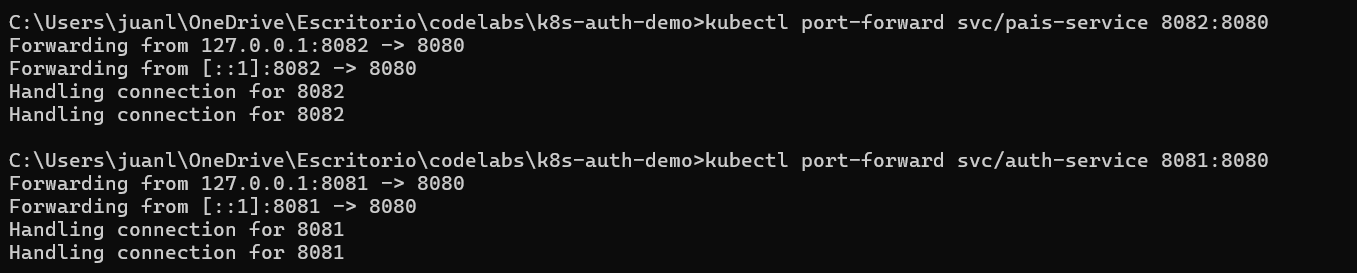 C:\Users\juanl\OneDrive\Escritorio\codelabs\k8s-auth-demo>kubectl port-forward svc/pais-service 8082:8080
Forwarding from 127.0.0.1:8082 -> 8080
Forwarding from [::1]:8082 -> 8080
Handling connection for 8082
Handling connection for 8082

C:\Users\juanl\OneDrive\Escritorio\codelabs\k8s-auth-demo>kubectl port-forward svc/auth-service 8081:8080
Forwarding from 127.0.0.1:8081 -> 8080
Forwarding from [::1]:8081 -> 8080
Handling connection for 8081
Handling connection for 8081